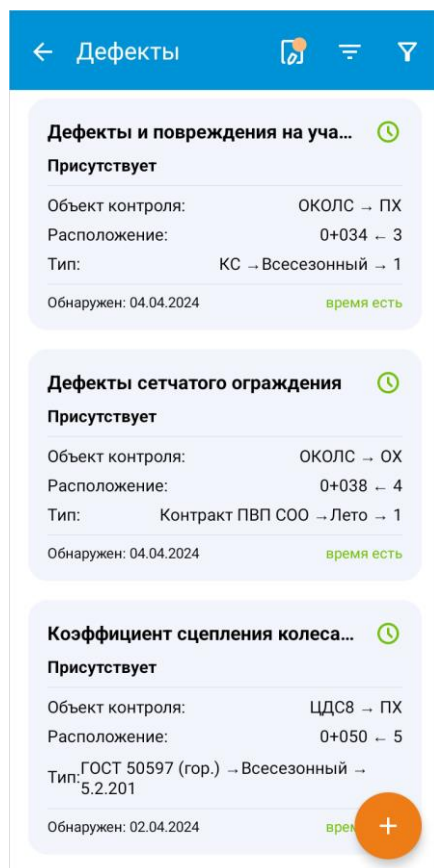 Дефекты
Дефекты и повреждения на уча...
Присутствует
Объект контроля: ОКОЛС → ПХ
Расположение: 0+034 ← 3
Тип: КС →Всесезонный → 1
Обнаружен: 04.04.2024 время есть
Дефекты сетчатого ограждения
Присутствует
Объект контроля: ОКОЛС → ОХ
Расположение: 0+038 ← 4
Тип: Контракт ПВП СОО →Лето → 1
Обнаружен: 04.04.2024 время есть
Коэффициент сцепления колеса...
Присутствует
Объект контроля: ЦДС8 → ПХ
Расположение: 0+050 ← 5
Тип: ГОСТ 50597 (гор.) →Всесезонный →
5.2.201
Обнаружен: 02.04.2024